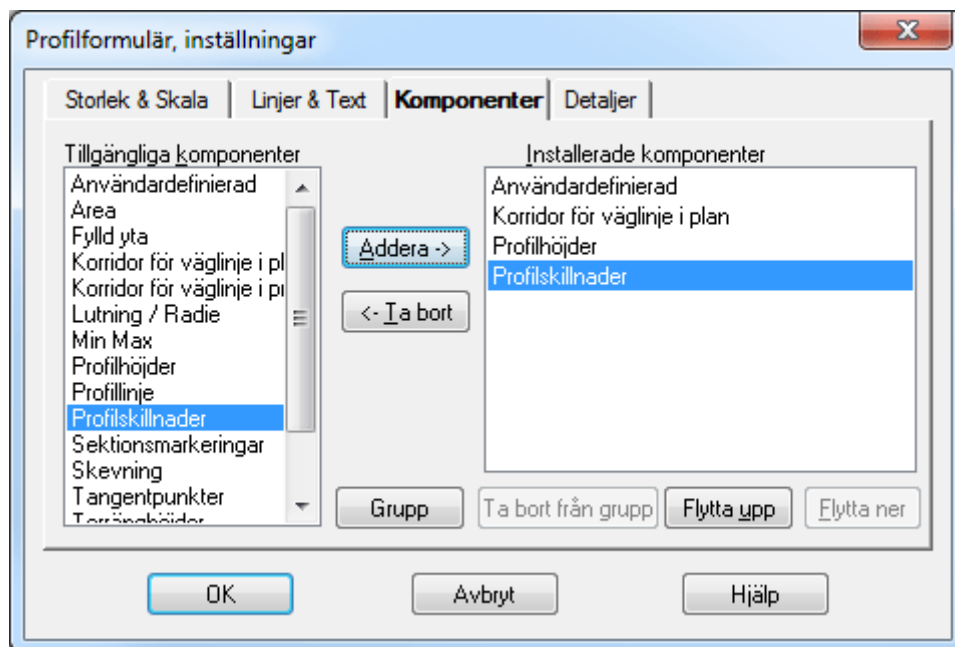 Profilformulär, inställningar
Storlek & Skala
Linjer & Text
Komponenter
Detaljer
Tillgängliga komponenter
Användardefinierad
Area
Fylld yta
Korridor för väglinje i pl
Korridor för väglinje i pr
Lutning / Radie
Min Max
Profilhöjder
Profillinje
Profilskillnader
Sektionsmarkeringar
Skevning
Tangentpunkter
Terränghöjder
Addera ->
<- Ta bort
Installerade komponenter
Användardefinierad
Korridor för väglinje i plan
Profilhöjder
Profilskillnader
Grupp
Ta bort från grupp
Flytta upp
Flytta ner
OK
Avbryt
Hjälp